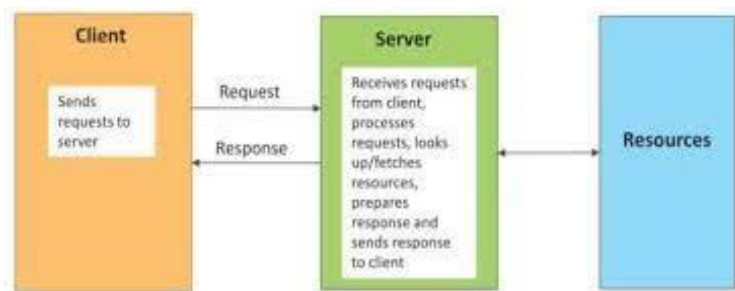 Client
Sends
requests to
server
Request
Response
Server
Receives requests
from client,
processes
requests, looks
up/fetches
resources,
prepares
response and
sends response
to client
Resources